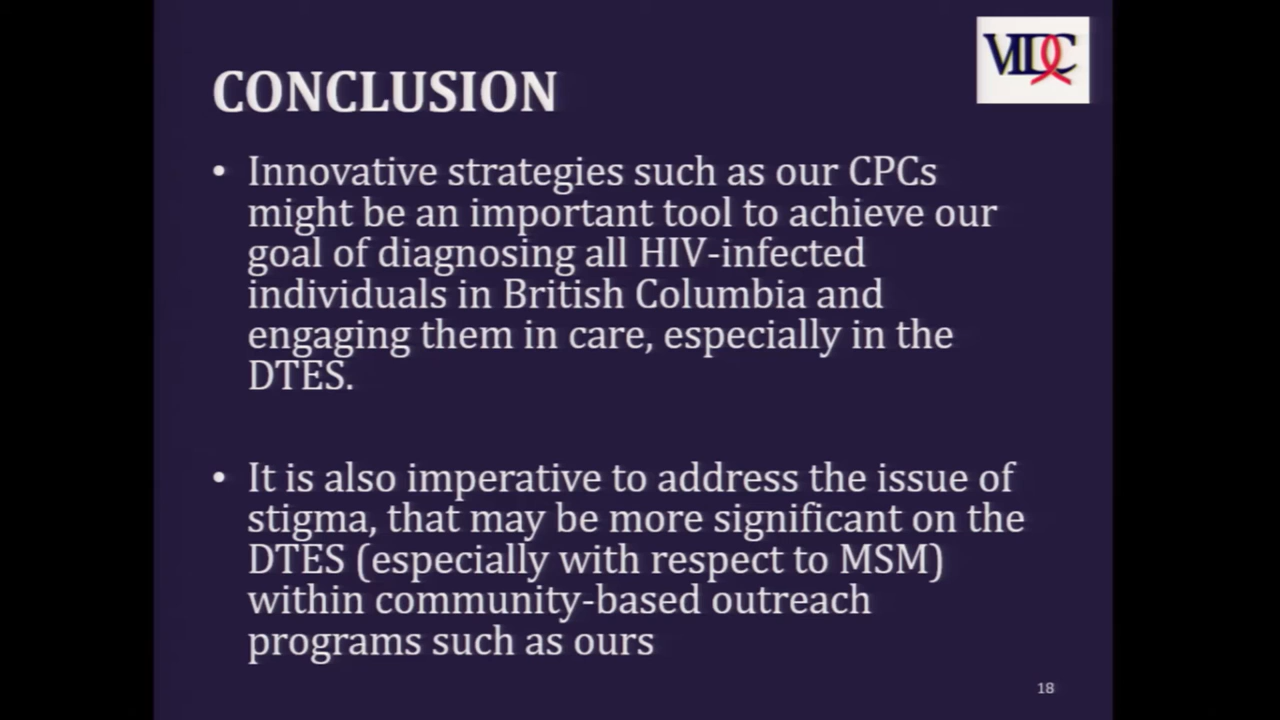 VIDC
CONCLUSION
• Innovative strategies such as our CPCs
might be an important tool to achieve our
goal of diagnosing all HIV-infected
individuals in British Columbia and
engaging them in care, especially in the
DTES.
• It is also imperative to address the issue of
stigma, that may be more significant on the
DTES (especially with respect to MSM)
within community-based outreach
programs such as ours
18